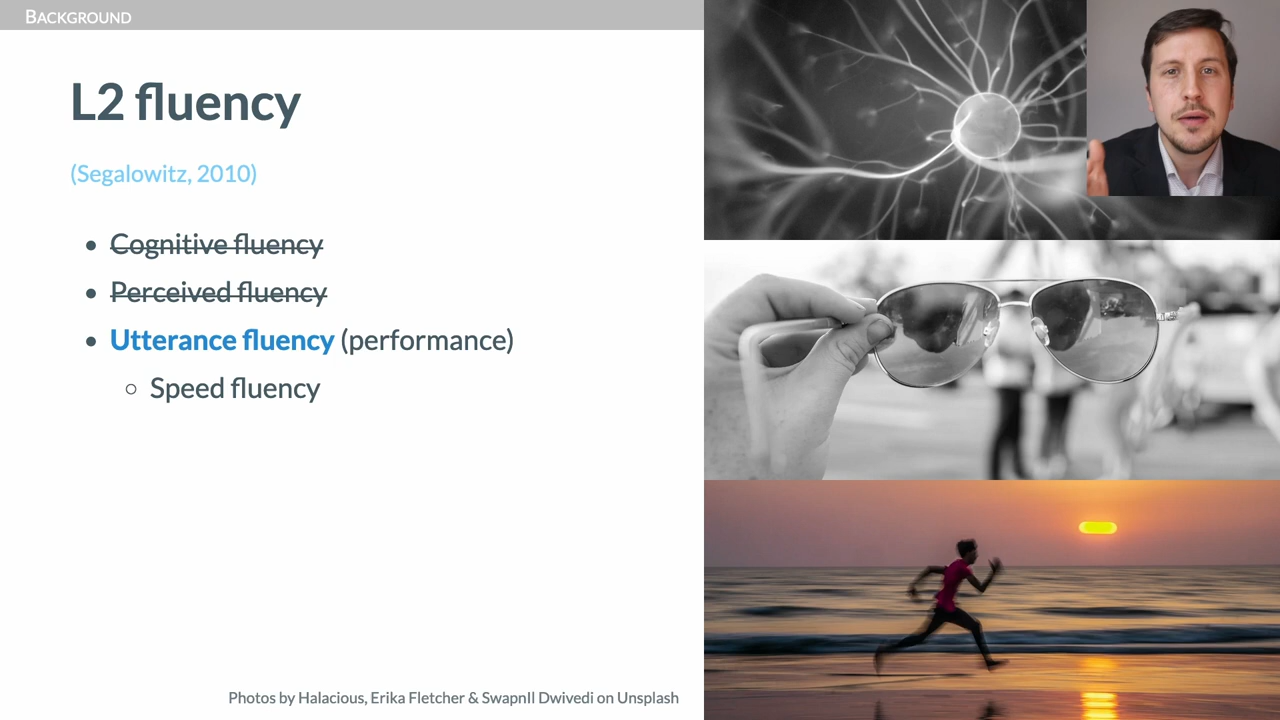 BACKGROUND
L2 fluency
(Segalowitz, 2010)
• Cognitive fluency
• Perceived fluency
• Utterance fluency (performance)
○ Speed fluency
Photos by Halacious, Erika Fletcher & SwapnIl Dwivedi on Unsplash